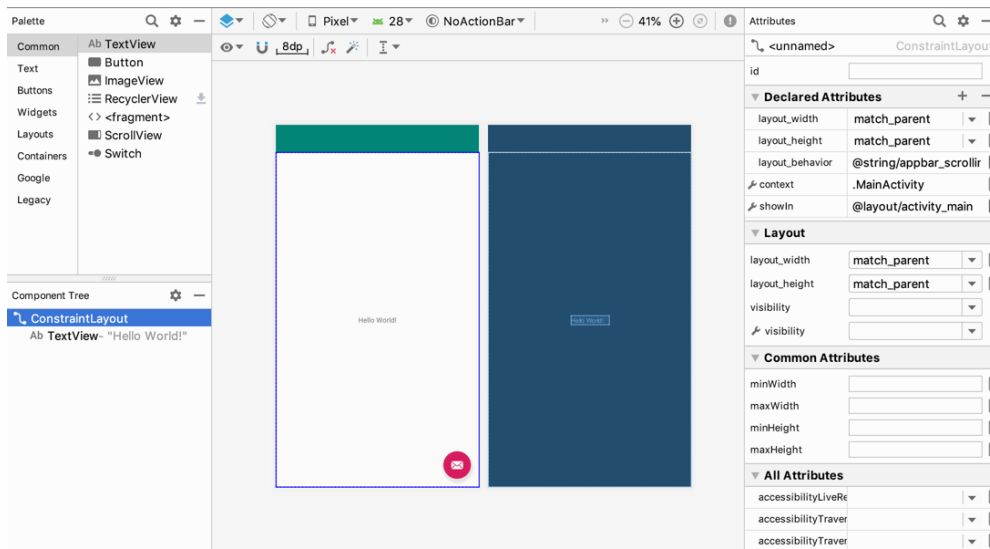 Palette
Common
Text
Buttons
Widgets
Layouts
Containers
Google
Legacy
Ab TextView
Button
ImageView
RecyclerView
<fragment>
ScrollView
Switch
Component Tree
ConstraintLayout
Ab TextView- "Hello World!"
Pixel 28 NoActionBar » 41%
8dp
Hello World!
Hello World!
Attributes
<unnamed> ConstraintLayou
id
Declared Attributes
layout_width match_parent
layout_height match_parent
layout_behavior @string/appbar_scrollir
context .MainActivity
showIn @layout/activity_main
Layout
layout_width match_parent
layout_height match_parent
visibility
visibility
Common Attributes
minWidth
maxWidth
minHeight
maxHeight
All Attributes
accessibilityLiveRe
accessibilityTraver
accessibilityTraver